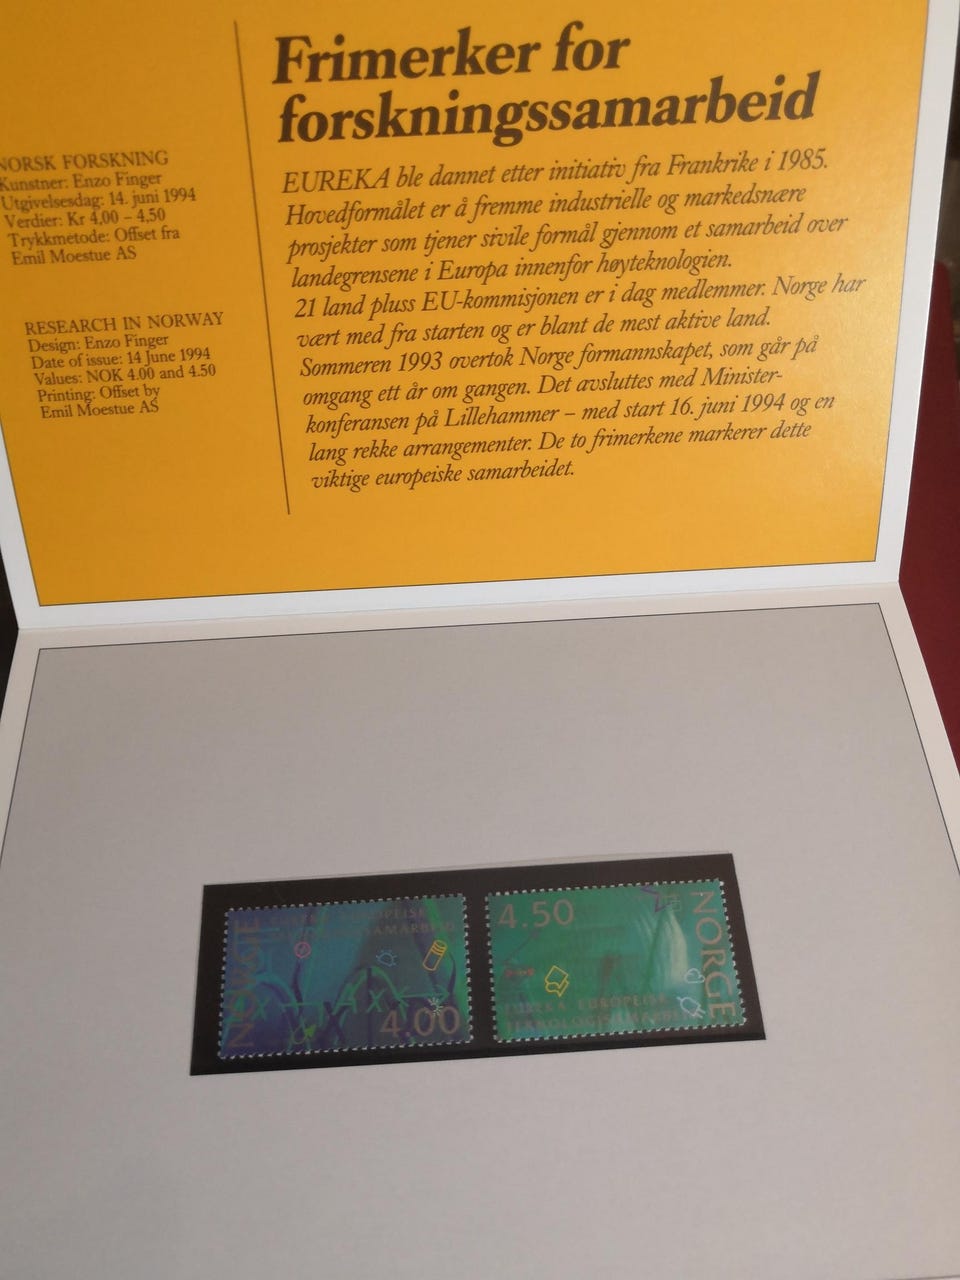 Frimerker for
forskningssamarbeid
NORSK FORSKNING
Kunstner: Enzo Finger
Utgivelsesdag: 14. juni 1994
Verdier: Kr 4.00 – 4.50
Trykkmetode: Offset fra
Emil Moestue AS
RESEARCH IN NORWAY
Design: Enzo Finger
Date of issue: 14 June 1994
Values: NOK 4.00 and 4.50
Printing: Offset by
Emil Moestue AS
EUREKA ble dannet etter initiativ fra Frankrike i 1985.
Hovedformålet er å fremme industrielle og markedsnære
prosjekter som tjener sivile formål gjennom et samarbeid over
landegrensene i Europa innenfor høyteknologien.
21 land pluss EU-kommisjonen er i dag medlemmer. Norge har
vært med fra starten og er blant de mest aktive land.
Sommeren 1993 overtok Norge formannskapet, som går på
omgang ett år om gangen. Det avsluttes med Minister-
konferansen på Lillehammer – med start 16. juni 1994 og en
lang rekke arrangementer. De to frimerkene markerer dette
viktige europeiske samarbeidet.
EUROPEISK
SAMARBEID
4.00
4.50
NORGE
EUREKA EUROPEISK